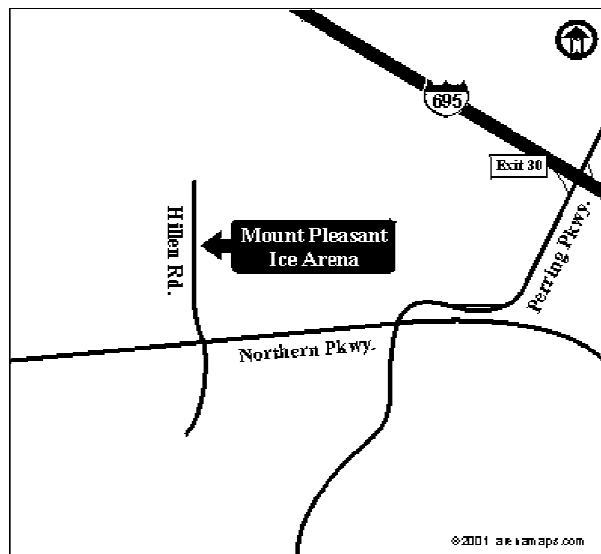 695
Exit 30
Hillen Rd.
Mount Pleasant
Ice Arena
Perring Pkwy.
Northern Pkwy.
©2001 arenamaps.com